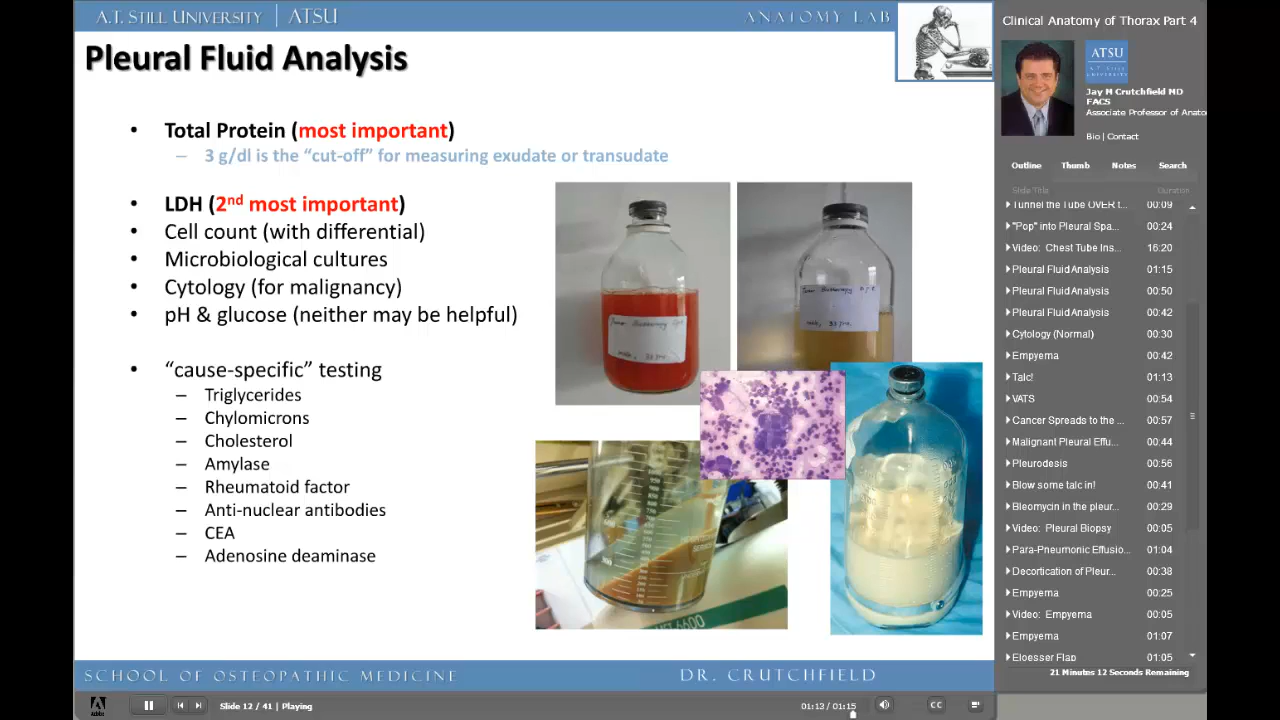 A.T. STILL UNIVERSITY | ATSU
ANATOMY LAB
Pleural Fluid Analysis
• Total Protein (most important)
– 3 g/dl is the “cut-off” for measuring exudate or transudate
• LDH (2nd most important)
• Cell count (with differential)
• Microbiological cultures
• Cytology (for malignancy)
• pH & glucose (neither may be helpful)
• “cause-specific” testing
– Triglycerides
– Chylomicrons
– Cholesterol
– Amylase
– Rheumatoid factor
– Anti-nuclear antibodies
– CEA
– Adenosine deaminase
SCHOOL OF OSTEOPATHIC MEDICINE
DR. CRUTCHFIELD
Adobe
Slide 12 / 41 | Playing
01:13 / 01:15
CC
Clinical Anatomy of Thorax Part 4
ATSU
A.T. STILL
UNIVERSITY
Jay M Crutchfield MD
FACS
Associate Professor of Anato
Bio | Contact
Outline Thumb Notes Search
Slide Title Duration
Tunnel the Tube OVER t... 00:09
"Pop" into Pleural Spa... 00:24
Video: Chest Tube Ins... 16:20
Pleural Fluid Analysis 01:15
Pleural Fluid Analysis 00:50
Pleural Fluid Analysis 00:42
Cytology (Normal) 00:30
Empyema 00:42
Talc! 01:13
VATS 00:54
Cancer Spreads to the ... 00:57
Malignant Pleural Effu... 00:44
Pleurodesis 00:56
Blow some talc in! 00:41
Bleomycin in the pleur... 00:29
Video: Pleural Biopsy 00:05
Para-Pneumonic Effusio... 01:04
Decortication of Pleur... 00:38
Empyema 00:25
Video: Empyema 00:05
Empyema 01:07
Eloesser Flap 01:05
21 Minutes 12 Seconds Remaining